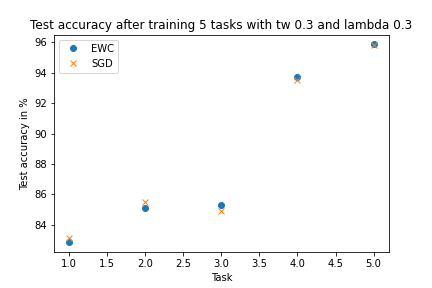 Test accuracy after training 5 tasks with tw 0.3 and lambda 0.3
EWC
SGD
Test accuracy in %
96
94
92
90
88
86
84
1.0 1.5 2.0 2.5 3.0 3.5 4.0 4.5 5.0
Task